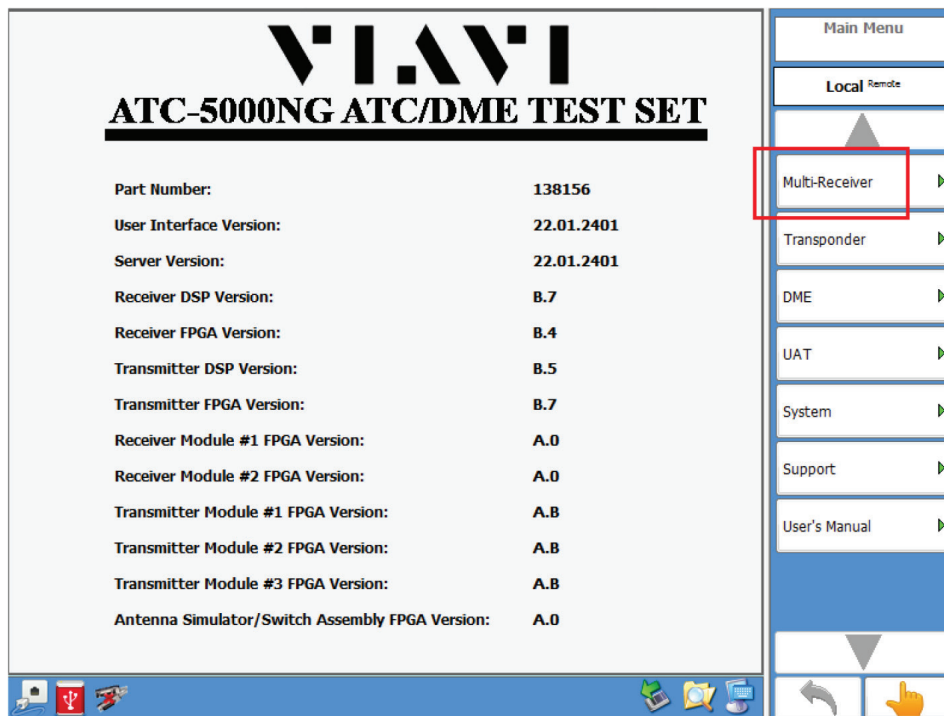 VIAVI
ATC-5000NG ATC/DME TEST SET
Part Number: 138156
User Interface Version: 22.01.2401
Server Version: 22.01.2401
Receiver DSP Version: B.7
Receiver FPGA Version: B.4
Transmitter DSP Version: B.5
Transmitter FPGA Version: B.7
Receiver Module #1 FPGA Version: A.0
Receiver Module #2 FPGA Version: A.0
Transmitter Module #1 FPGA Version: A.B
Transmitter Module #2 FPGA Version: A.B
Transmitter Module #3 FPGA Version: A.B
Antenna Simulator/Switch Assembly FPGA Version: A.0
Main Menu
Local Remote
Multi-Receiver
Transponder
DME
UAT
System
Support
User's Manual